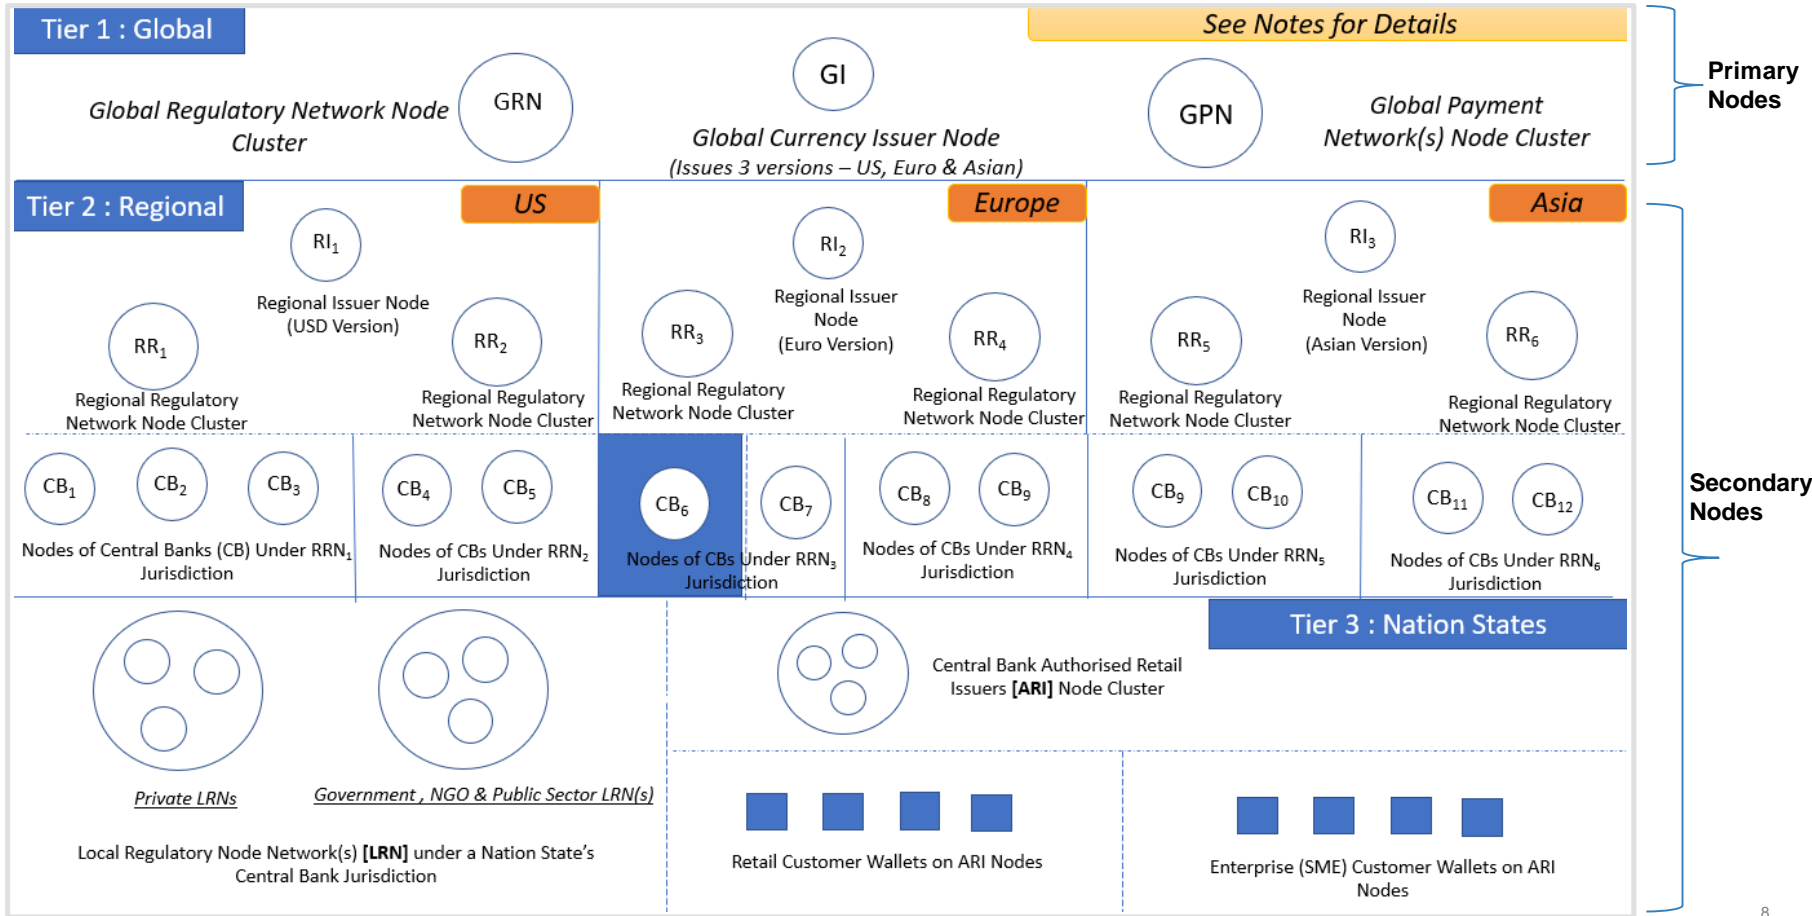 Tier 1 : Global
See Notes for Details
Primary
Nodes
GRN
GI
GPN
Global Regulatory Network Node
Cluster
Global Currency Issuer Node
(Issues 3 versions – US, Euro & Asian)
Global Payment
Network(s) Node Cluster
Tier 2 : Regional
US
Europe
Asia
RI1
RI2
RI3
Regional Issuer Node
(USD Version)
Regional Issuer
Node
(Euro Version)
Regional Issuer
Node
(Asian Version)
RR1
RR2
RR3
RR4
RR5
RR6
Regional Regulatory
Network Node Cluster
Regional Regulatory
Network Node Cluster
Regional Regulatory
Network Node Cluster
Regional Regulatory
Network Node Cluster
Regional Regulatory
Network Node Cluster
Regional Regulatory
Network Node Cluster
CB1
CB2
CB3
CB4
CB5
CB6
CB7
CB8
CB9
CB9
CB10
CB11
CB12
Nodes of Central Banks (CB) Under RRN1
Jurisdiction
Nodes of CBs Under RRN2
Jurisdiction
Nodes of CBs Under RRN3
Jurisdiction
Nodes of CBs Under RRN4
Jurisdiction
Nodes of CBs Under RRN5
Jurisdiction
Nodes of CBs Under RRN6
Jurisdiction
Secondary
Nodes
Tier 3 : Nation States
Central Bank Authorised Retail
Issuers [ARI] Node Cluster
Private LRNs
Government , NGO & Public Sector LRN(s)
Local Regulatory Node Network(s) [LRN] under a Nation State’s
Central Bank Jurisdiction
Retail Customer Wallets on ARI Nodes
Enterprise (SME) Customer Wallets on ARI
Nodes
8